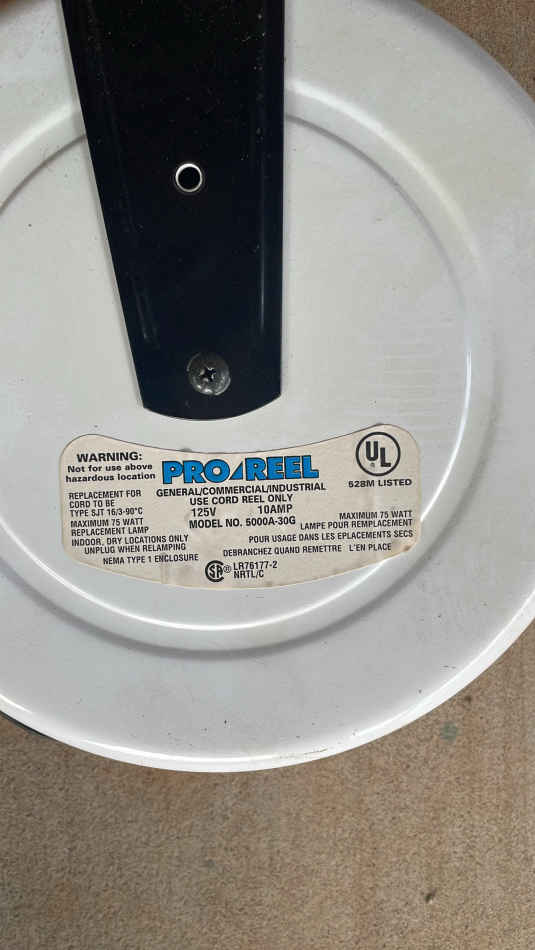 WARNING:
Not for use above
hazardous location
REPLACEMENT FOR
CORD TO BE
TYPE SJT 16/3-90°C
MAXIMUM 75 WATT
REPLACEMENT LAMP
INDOOR, DRY LOCATIONS ONLY
UNPLUG WHEN RELAMPING
NEMA TYPE 1 ENCLOSURE
PRO REEL
GENERAL/COMMERCIAL/INDUSTRIAL
USE CORD REEL ONLY
125V 10AMP
MODEL NO. 5000A-30G
UL ®
528M LISTED
MAXIMUM 75 WATT
LAMPE POUR REMPLACEMENT
POUR USAGE DANS LES EPLACEMENTS SECS
DEBRANCHEZ QUAND REMETTRE L'EN PLACE
SA ® LR76177-2
NRTL/C